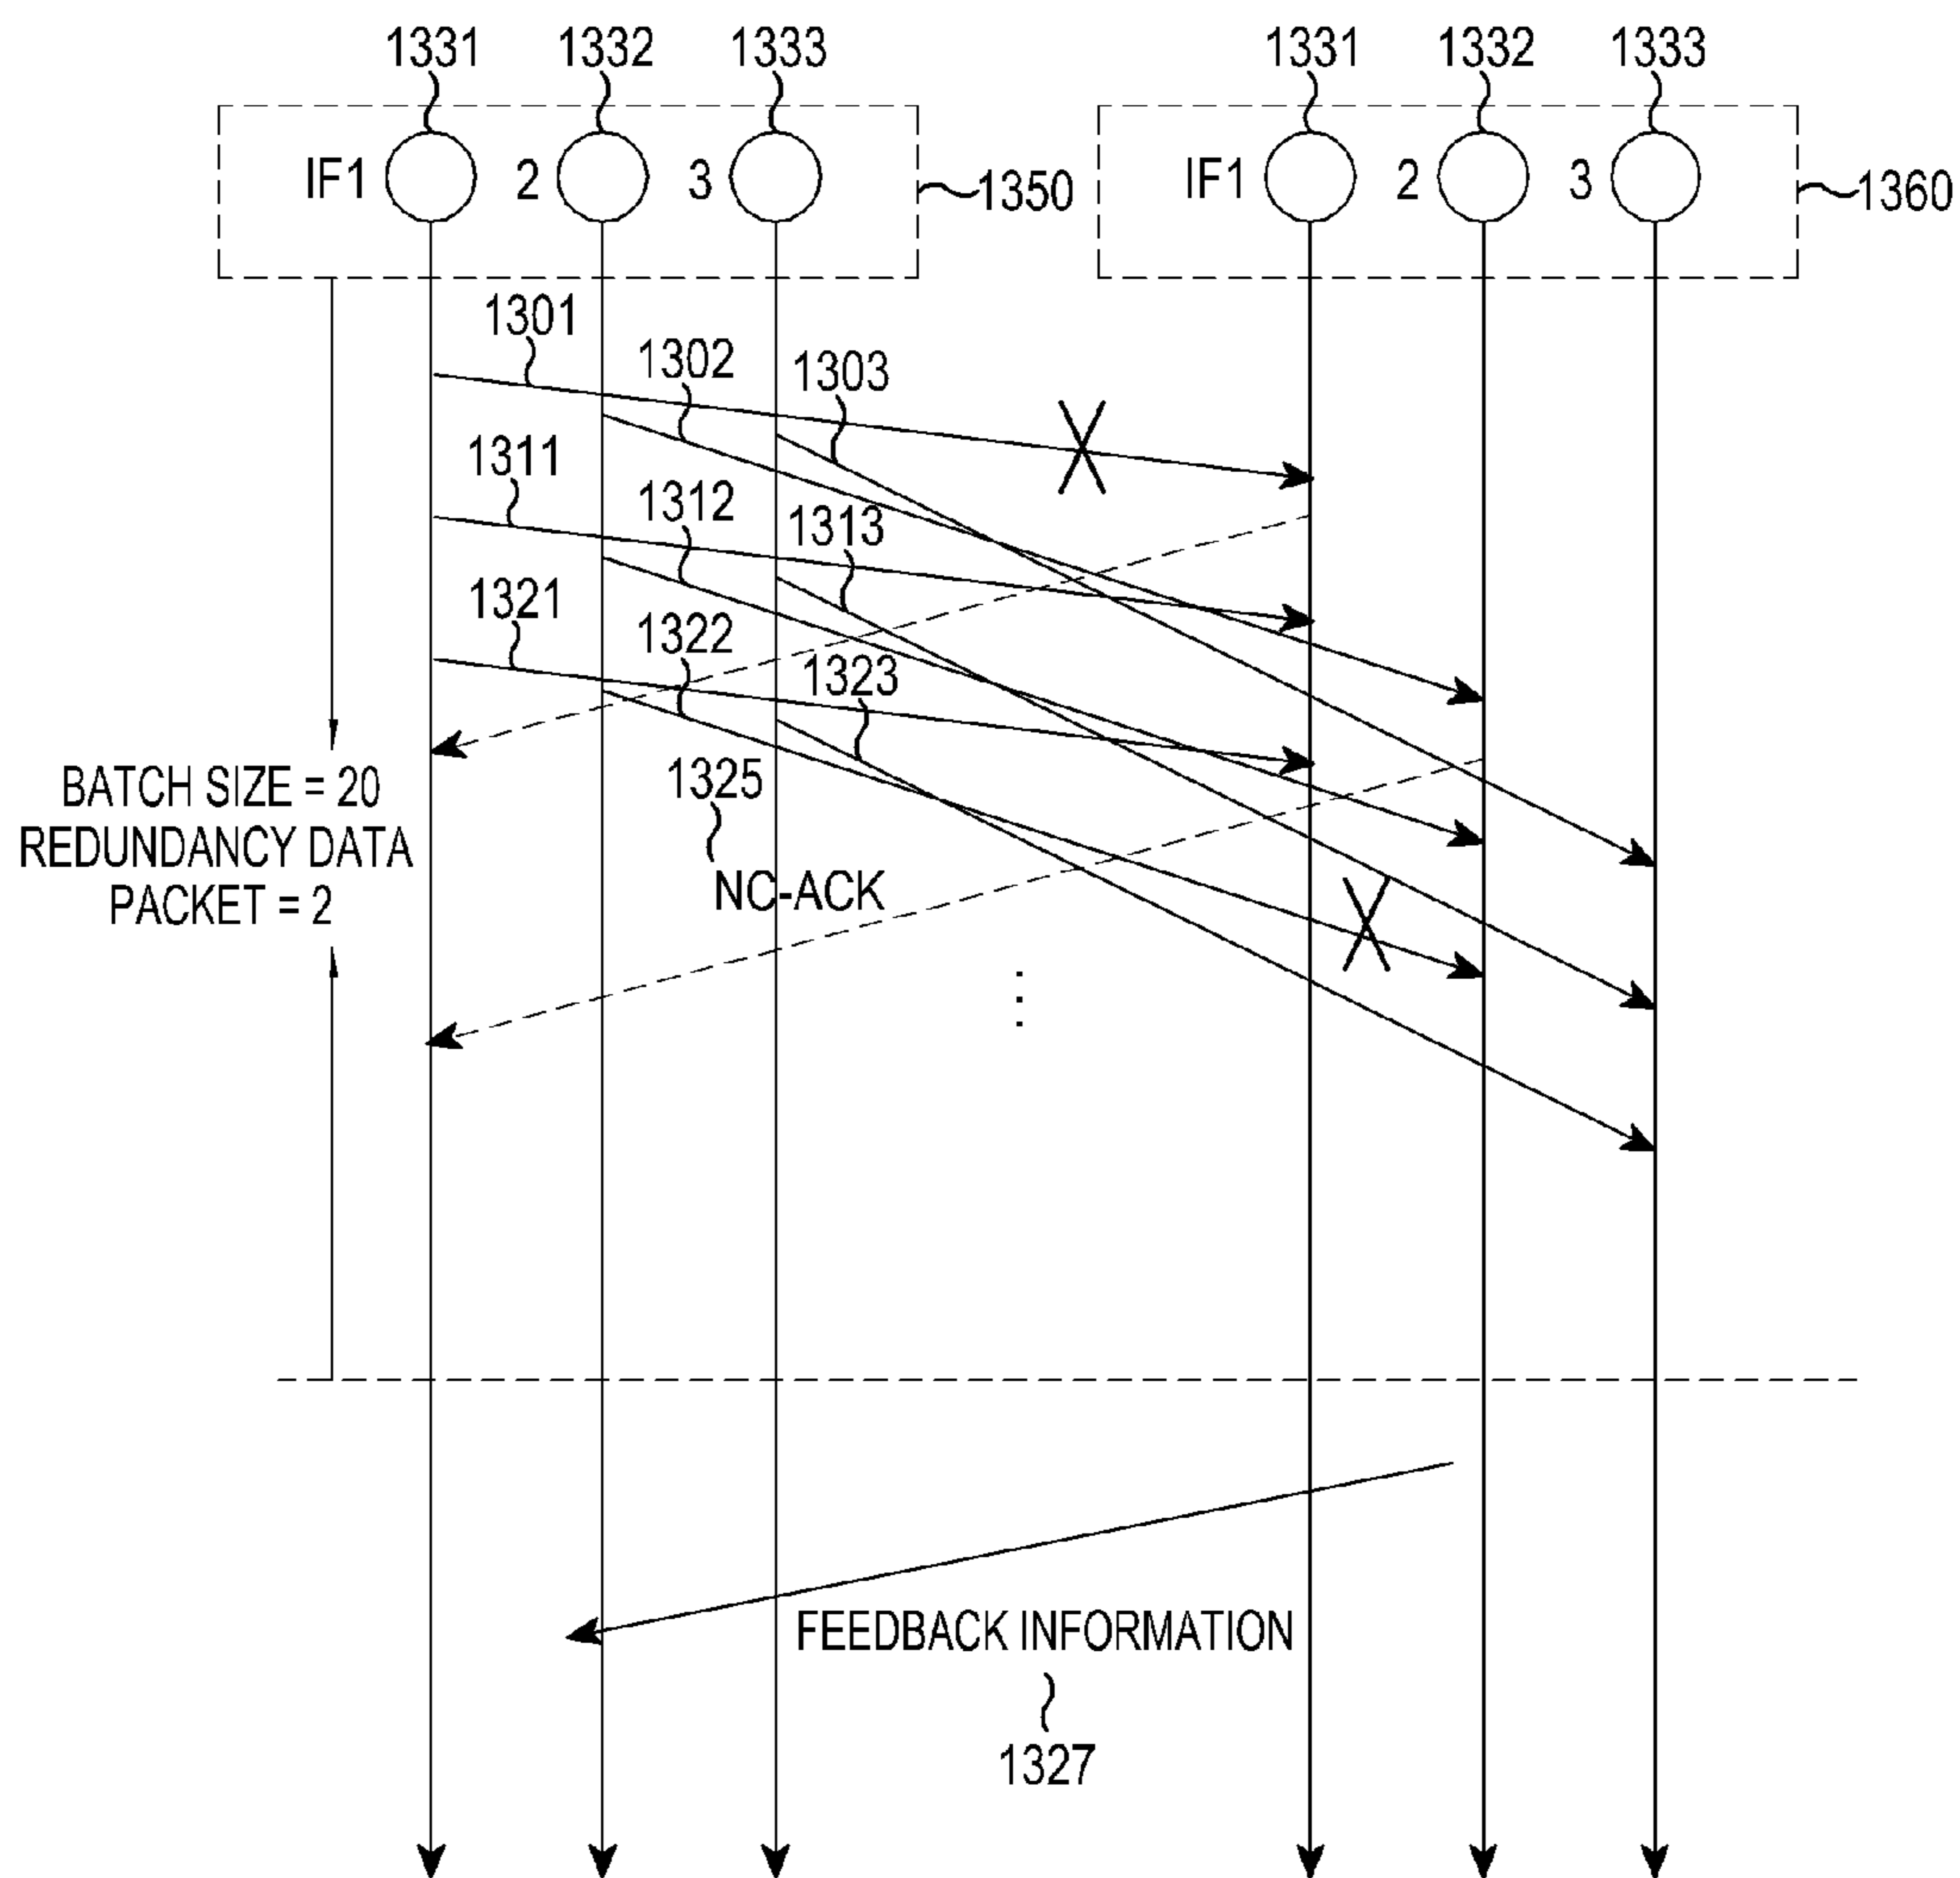 1331 1332 1333 1331 1332 1333
IF1 2 3 1350 IF1 2 3 1360
1301
1302
1303
1311
1312
1313
1321
1322
1323
1325
NC-ACK
BATCH SIZE = 20
REDUNDANCY DATA
PACKET = 2
FEEDBACK INFORMATION
1327